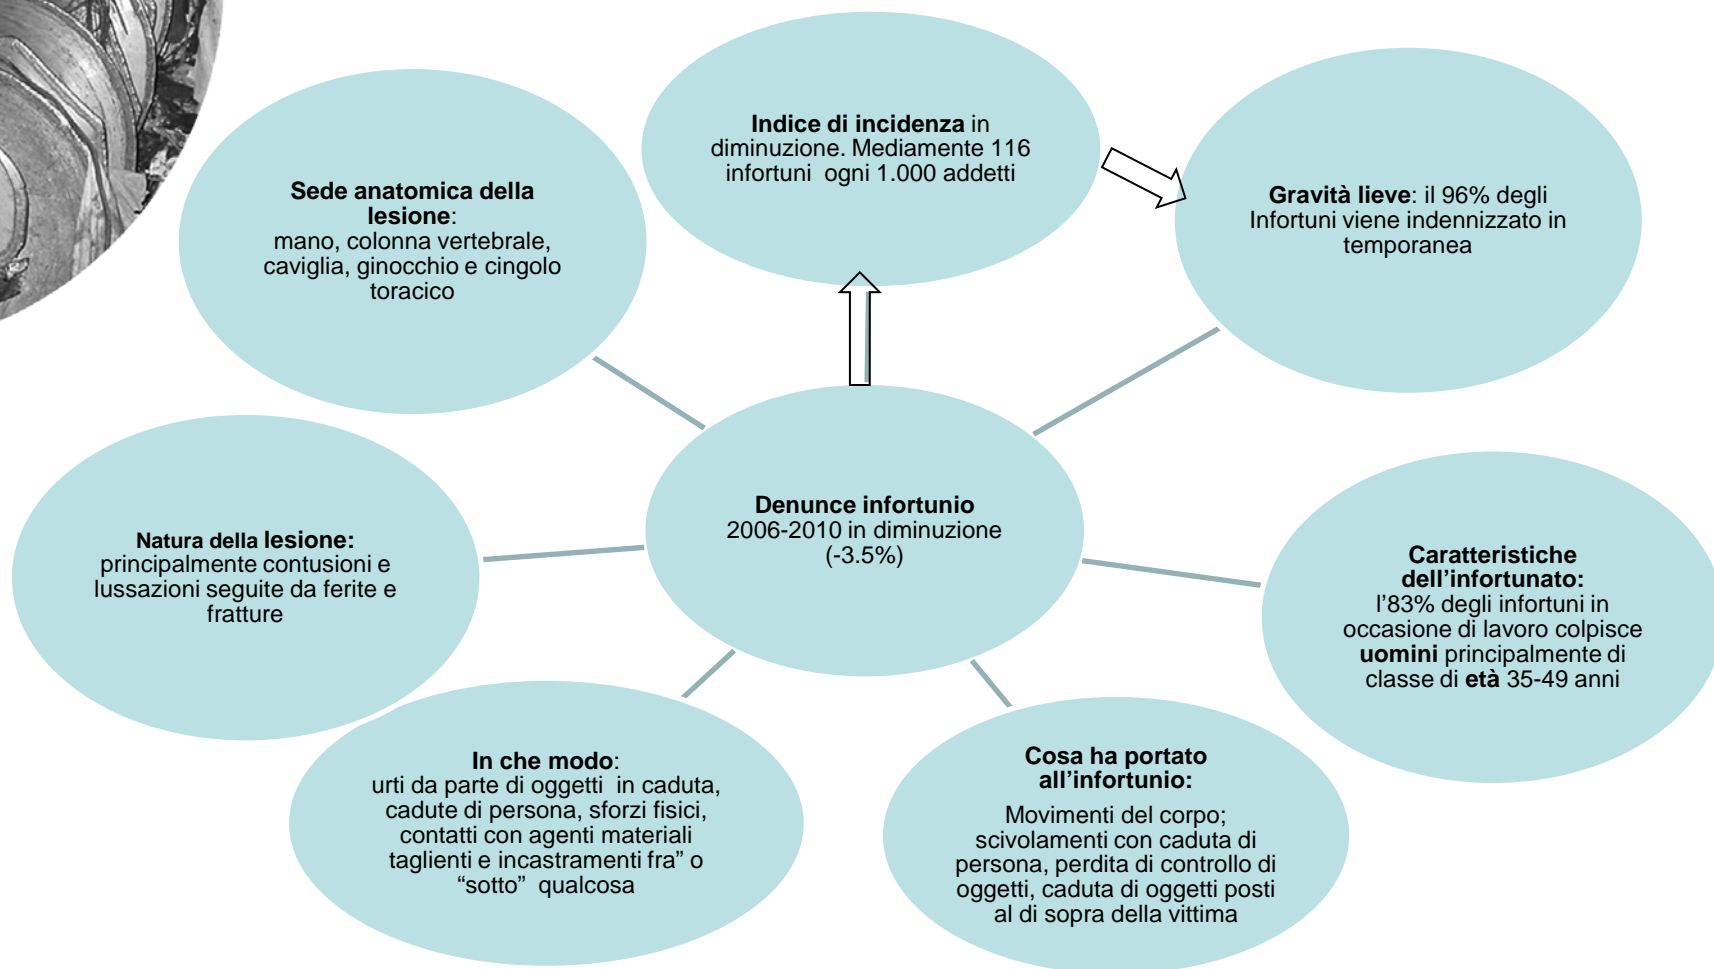 Indice di incidenza in
diminuzione. Mediamente 116
infortuni ogni 1.000 addetti
Gravità lieve: il 96% degli
Infortuni viene indennizzato in
temporanea
Sede anatomica della
lesione:
mano, colonna vertebrale,
caviglia, ginocchio e cingolo
toracico
Denunce infortunio
2006-2010 in diminuzione
(-3.5%)
Natura della lesione:
principalmente contusioni e
lussazioni seguite da ferite e
fratture
Caratteristiche
dell’infortunato:
l’83% degli infortuni in
occasione di lavoro colpisce
uomini principalmente di
classe di età 35-49 anni
In che modo:
urti da parte di oggetti in caduta,
cadute di persona, sforzi fisici,
contatti con agenti materiali
taglienti e incastramenti fra” o
“sotto” qualcosa
Cosa ha portato
all’infortunio:
Movimenti del corpo;
scivolamenti con caduta di
persona, perdita di controllo di
oggetti, caduta di oggetti posti
al di sopra della vittima